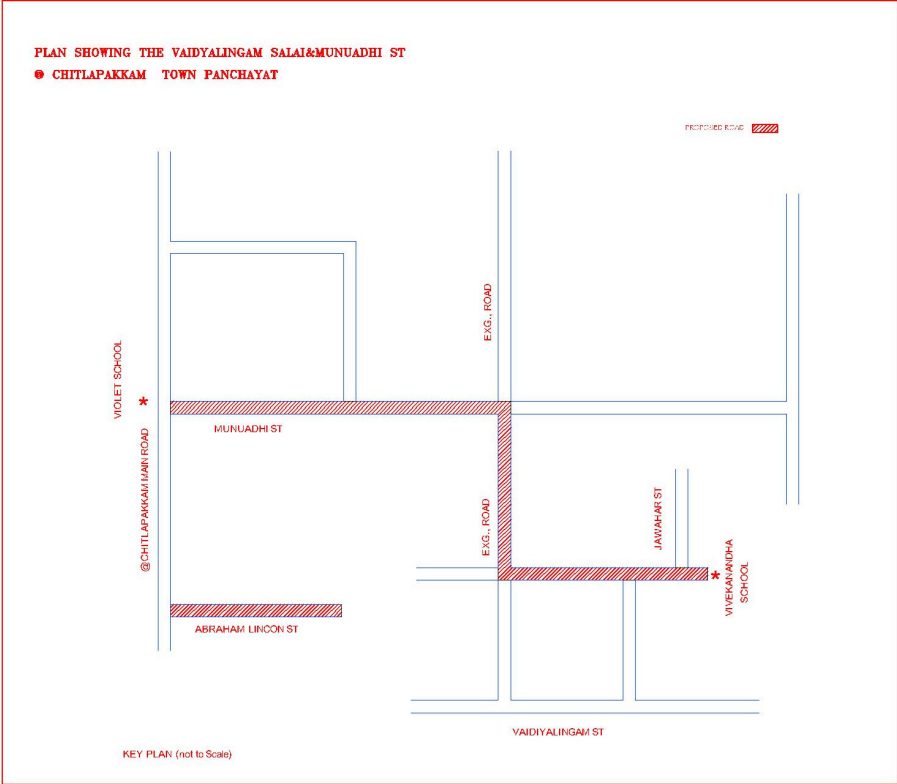 PLAN SHOWING THE VAIDYALINGAM SALAI&MUNUADHI ST
@ CHITLAPAKKAM TOWN PANCHAYAT
PROPOSED ROAD
EXG., ROAD
VIOLET SCHOOL
*
MUNUADHI ST
@CHITLAPAKKAM MAIN ROAD
EXG., ROAD
JAWAHAR ST
*
VIVEKANANDHA
SCHOOL
ABRAHAM LINCON ST
VAIDIYALINGAM ST
KEY PLAN (not to Scale)